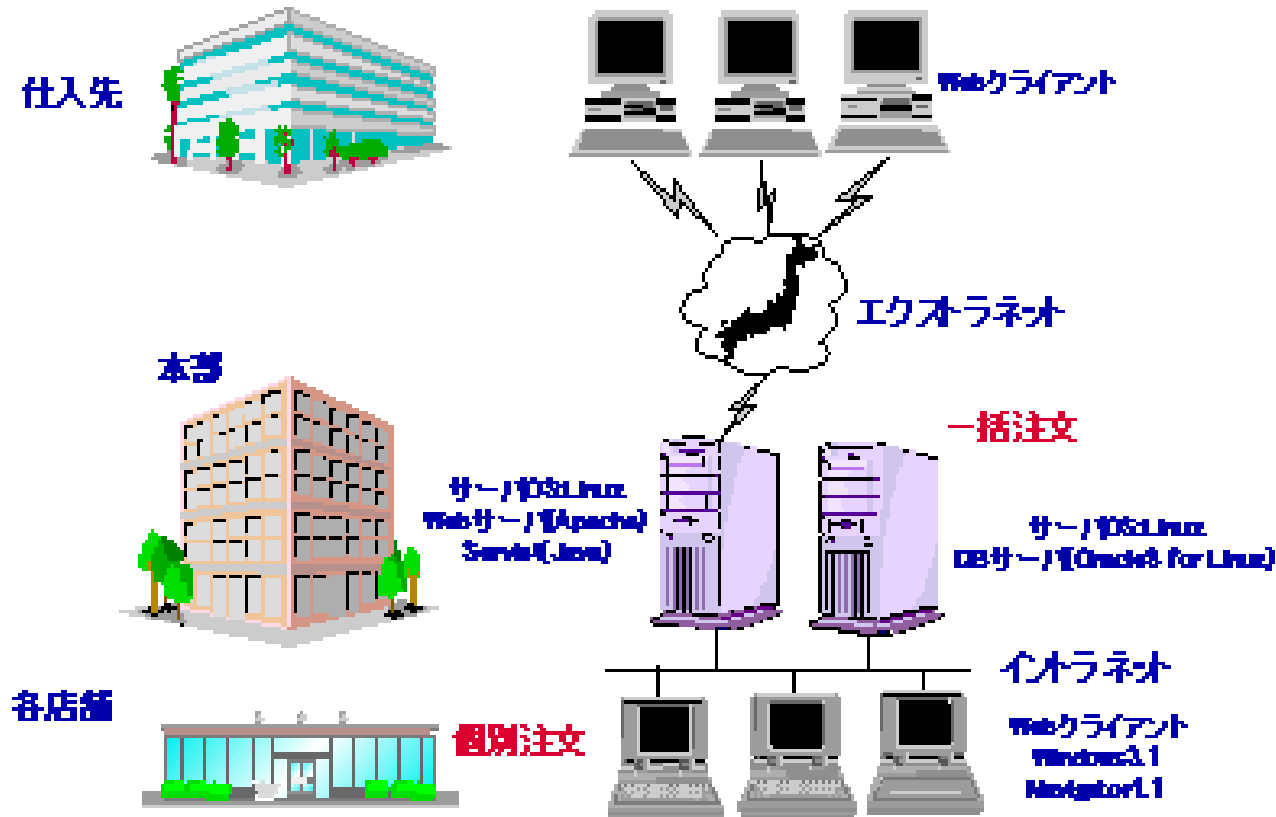 仕入先
Webクライアント
エクストラネット
本部
一括注文
サーバOS:Linux
Webサーバ(Apache)
Servlet(Java)
サーバOS:Linux
DBサーバ(Oracle8 for Linux)
イントラネット
各店舗
個別注文
Webクライアント
Windows3.1
Navigator1.1